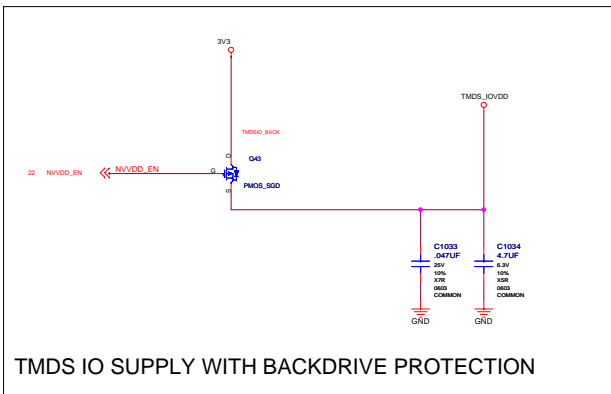 3V3
TMDS_IOVDD
TMDSIO_BACK
D
Q43
22 NVVDD_EN
NVVDD_EN
G
PMOS_SGD
S
C1033
.047UF
25V
10%
X7R
0603
COMMON
C1034
4.7UF
6.3V
10%
X5R
0603
COMMON
GND
GND
TMDS IO SUPPLY WITH BACKDRIVE PROTECTION